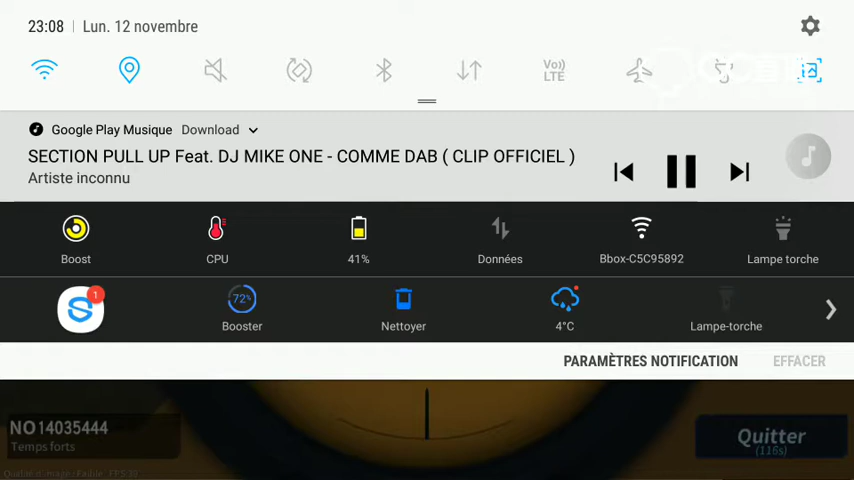 23:08 | Lun. 12 novembre
Vo))
LTE
Google Play Musique Download
SECTION PULL UP Feat. DJ MIKE ONE - COMME DAB ( CLIP OFFICIEL )
Artiste inconnu
Boost CPU 41% Données Bbox-C5C95892 Lampe torche
1
72%
Booster Nettoyer 4°C Lampe-torche
PARAMÈTRES NOTIFICATION EFFACER
NO14035444
Temps forts
Quitter
(116s)